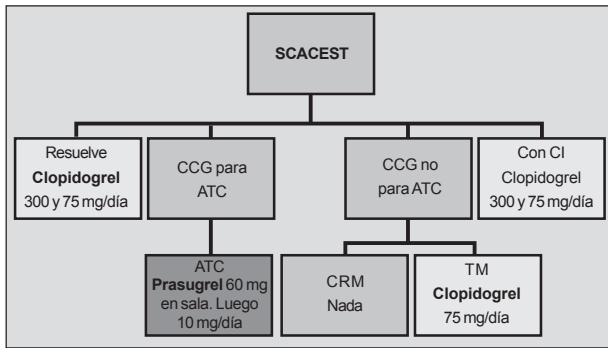 SCACEST
Resuelve
Clopidogrel
300 y 75 mg/día
CCG para
ATC
CCG no
para ATC
Con CI
Clopidogrel
300 y 75 mg/día
ATC
Prasugrel 60 mg
en sala. Luego
10 mg/día
CRM
Nada
TM
Clopidogrel
75 mg/día